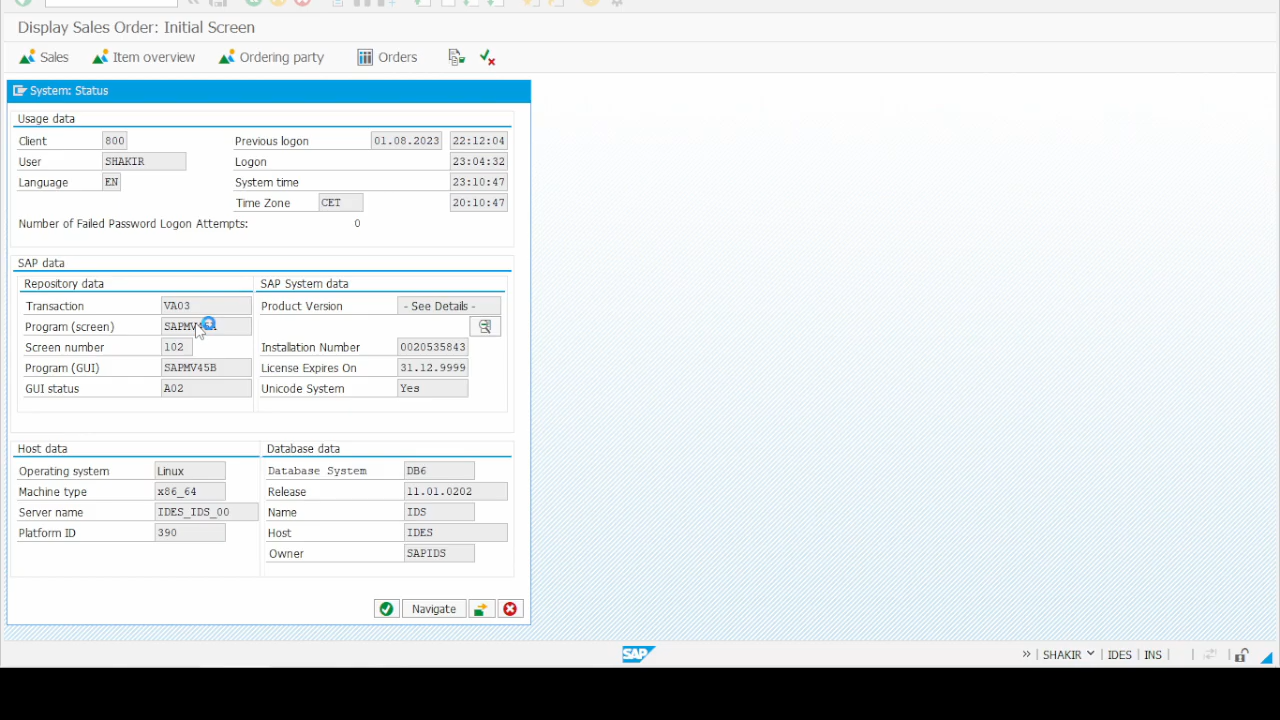 Display Sales Order: Initial Screen
Sales Item overview Ordering party Orders
System: Status
Usage data
Client 800 Previous logon 01.08.2023 22:12:04
User SHAKIR Logon 23:04:32
Language EN System time 23:10:47
Time Zone CET 20:10:47
Number of Failed Password Logon Attempts: 0
SAP data
Repository data SAP System data
Transaction VA03 Product Version - See Details -
Program (screen)
Screen number 102 Installation Number 0020535843
Program (GUI) SAPMV45B License Expires On 31.12.9999
GUI status A02 Unicode System Yes
Host data Database data
Operating system Linux Database System DB6
Machine type x86_64 Release 11.01.0202
Server name IDES_IDS_00 Name IDS
Platform ID 390 Host IDES
Owner SAPIDS
Navigate
SAP SHAKIR IDES INS